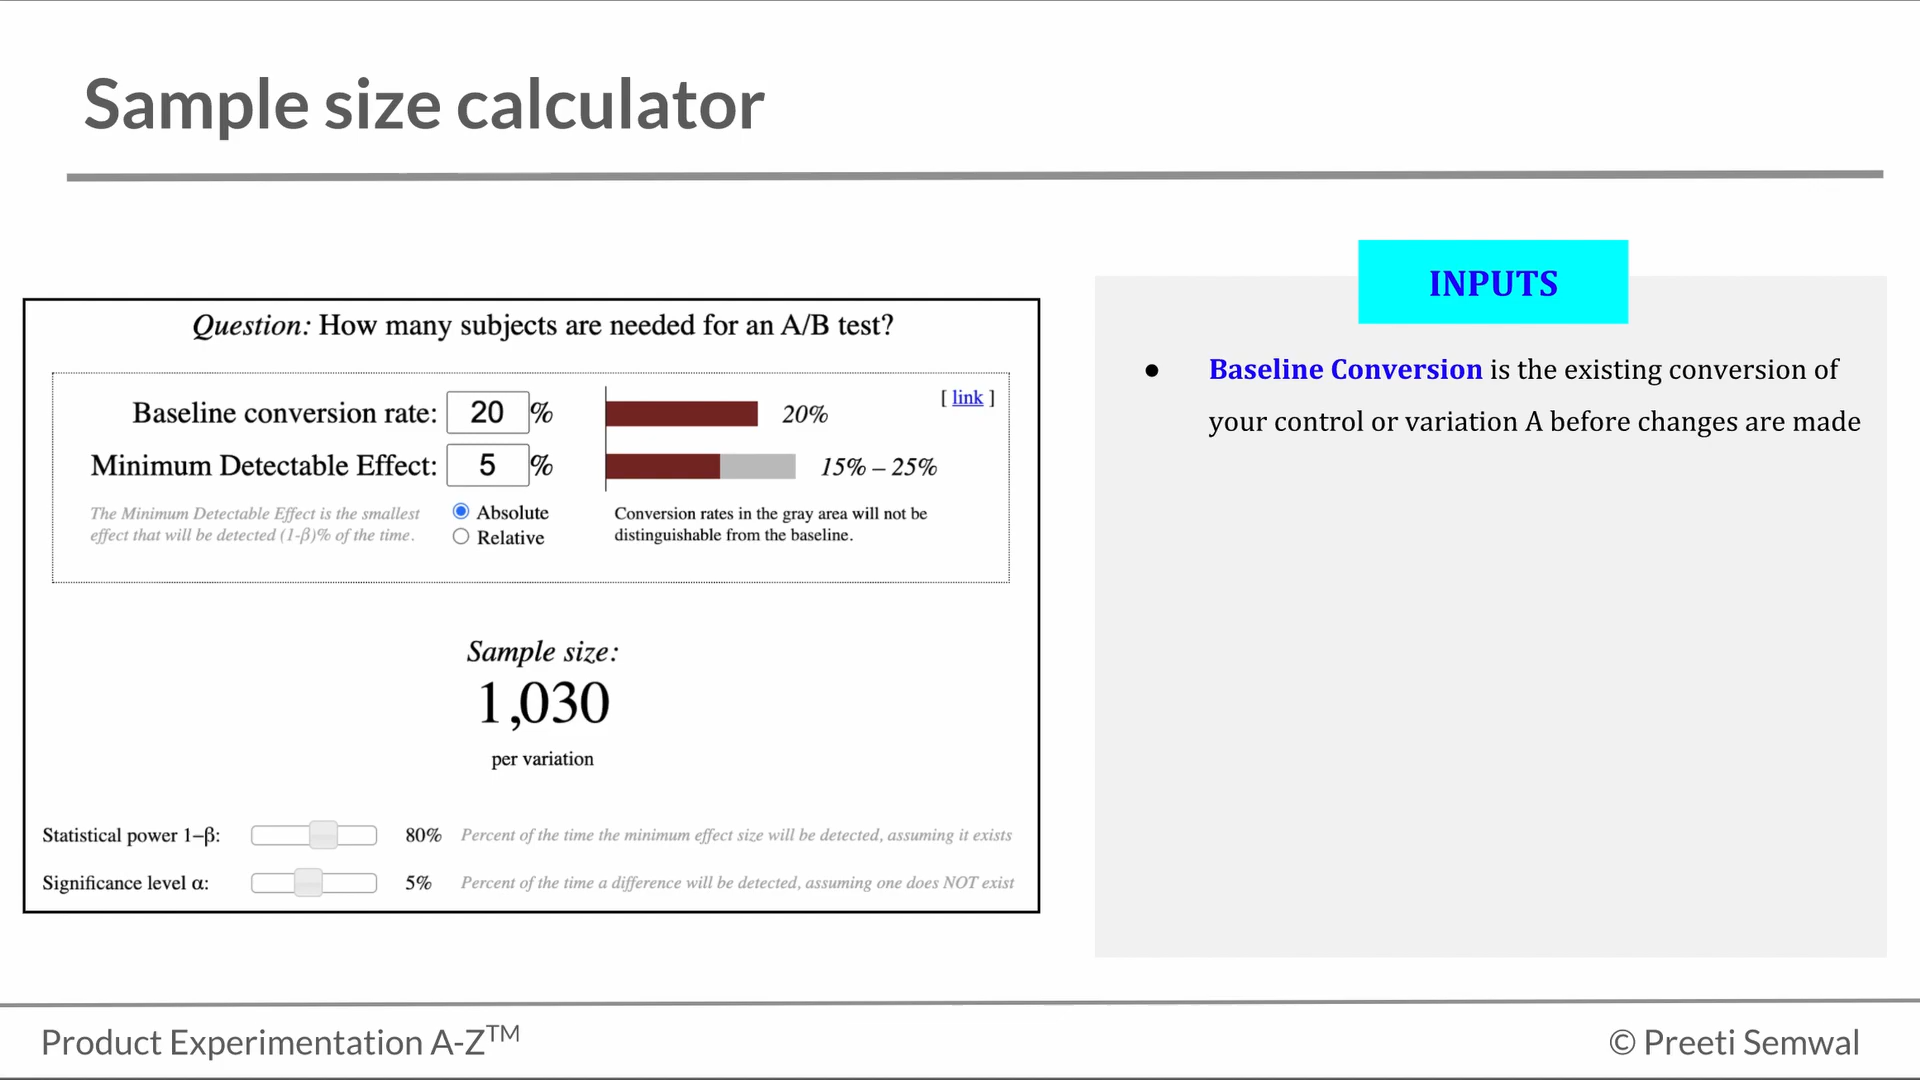 Sample size calculator
Question: How many subjects are needed for an A/B test?
Baseline conversion rate: 20 %
20%
[ link ]
Minimum Detectable Effect: 5 %
15% – 25%
The Minimum Detectable Effect is the smallest
effect that will be detected (1-β)% of the time.
Absolute
Relative
Conversion rates in the gray area will not be
distinguishable from the baseline.
Sample size:
1,030
per variation
Statistical power 1–β: 80% Percent of the time the minimum effect size will be detected, assuming it exists
Significance level α: 5% Percent of the time a difference will be detected, assuming one does NOT exist
INPUTS
● Baseline Conversion is the existing conversion of
your control or variation A before changes are made
Product Experimentation A-Z™
© Preeti Semwal